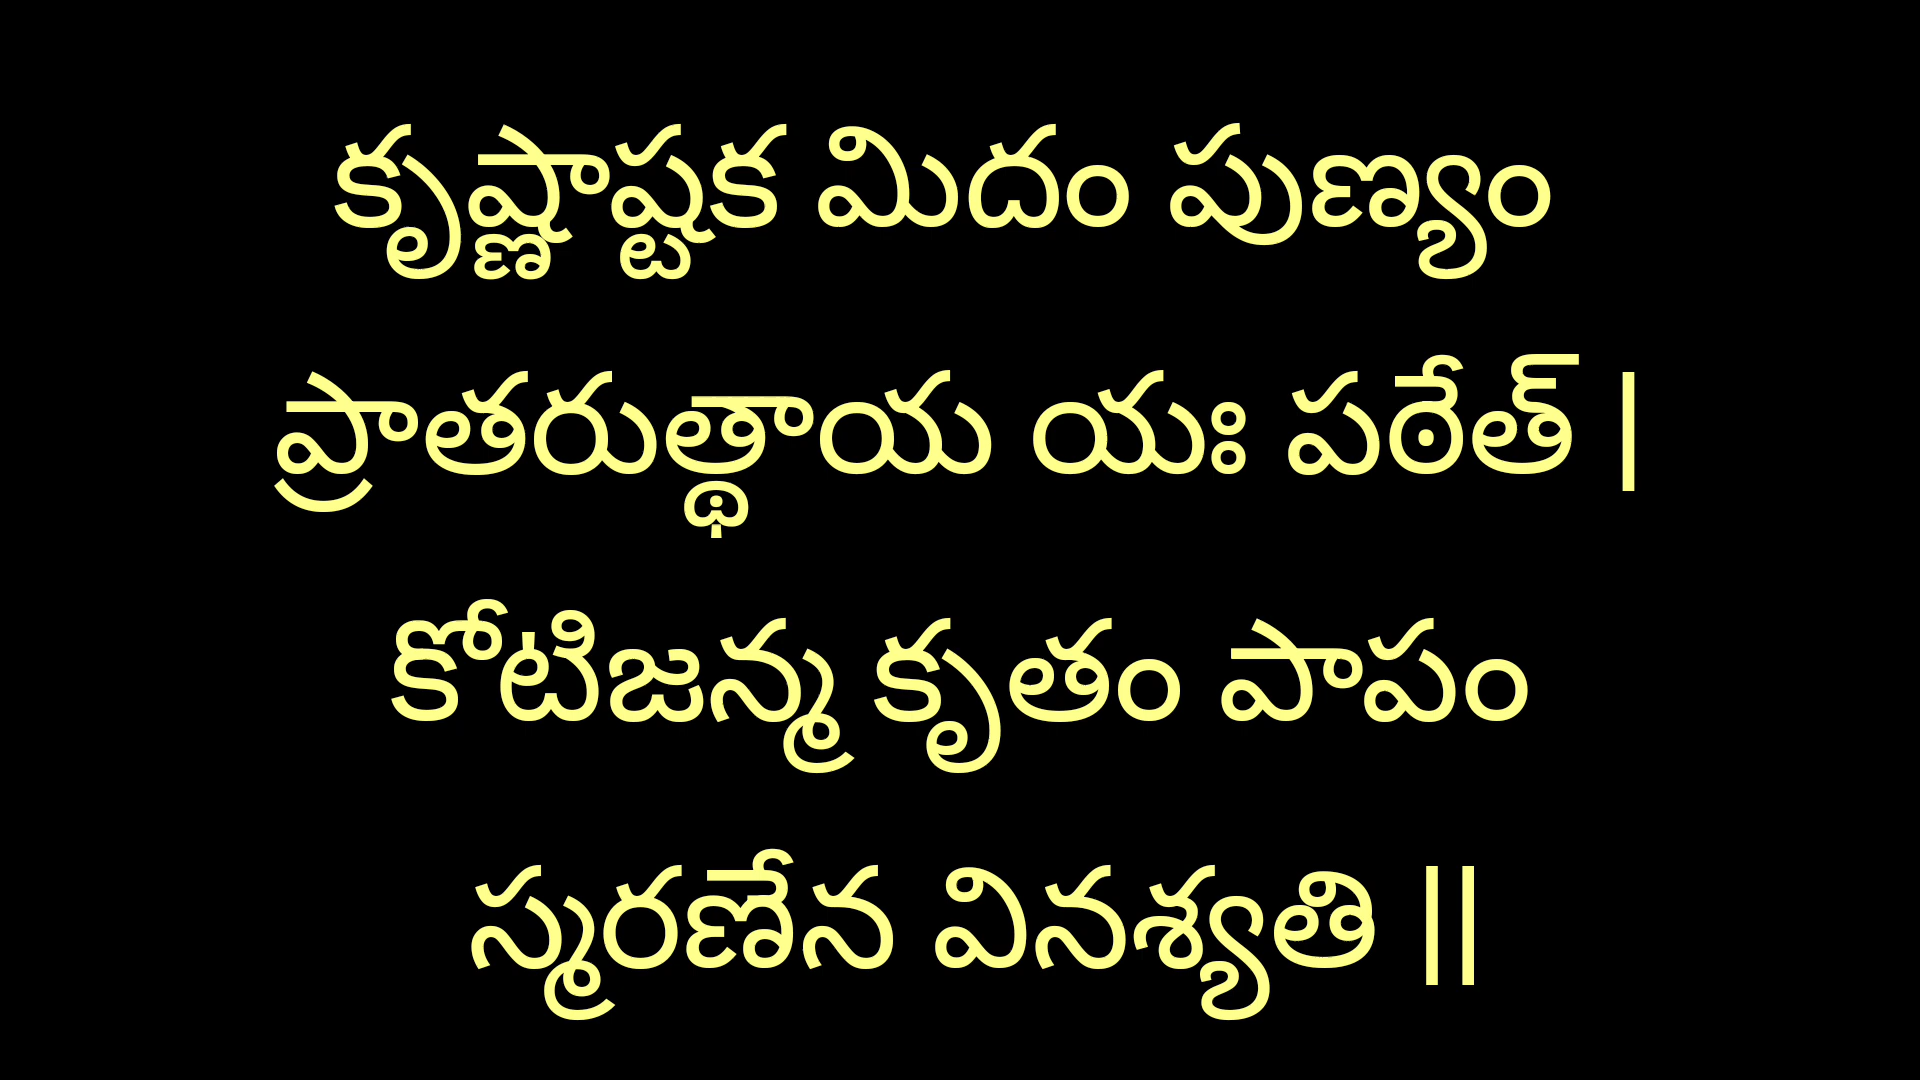 కృష్ణాష్టక మిదం పుణ్యం
ప్రాతరుత్థాయ యః పఠేత్ |
కోటిజన్మ కృతం పాపం
స్మరణేన వినశ్యతి ||